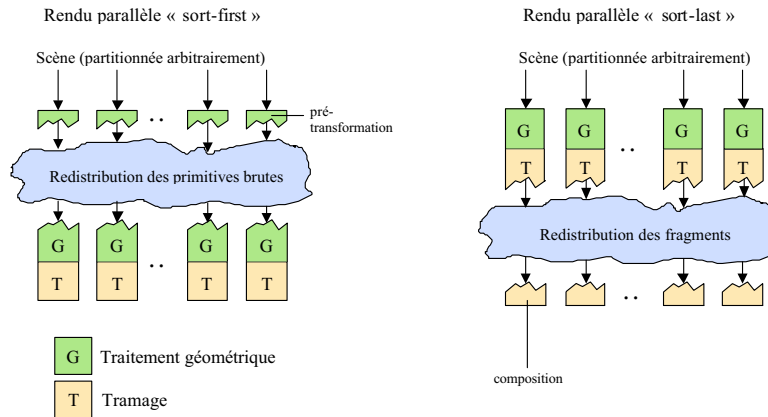 Rendu parallèle « sort-first »
Scène (partitionnée arbitrairement)
. .
pré-
transformation
Redistribution des primitives brutes
G G G G
. .
T T T T
G Traitement géométrique
T Tramage
Rendu parallèle « sort-last »
Scène (partitionnée arbitrairement)
G G G G
. .
T T T T
Redistribution des fragments
. .
composition